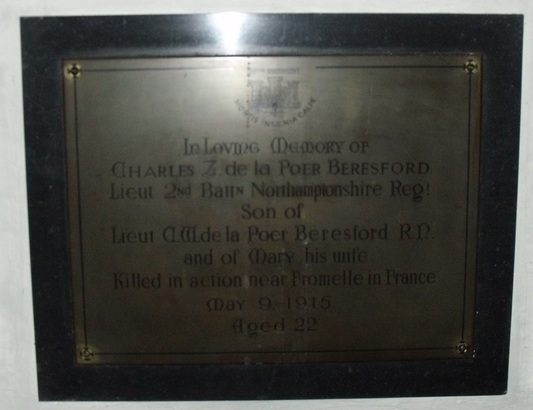 In Loving Memory of
Charles Z. de la Poer Beresford
Lieut 2nd Battn Northamptonshire Regt
Son of
Lieut de la Poer Beresford R.N.
and of Mary his wife
Killed in action near Fromelle in France
May 9. 1915
Aged 22